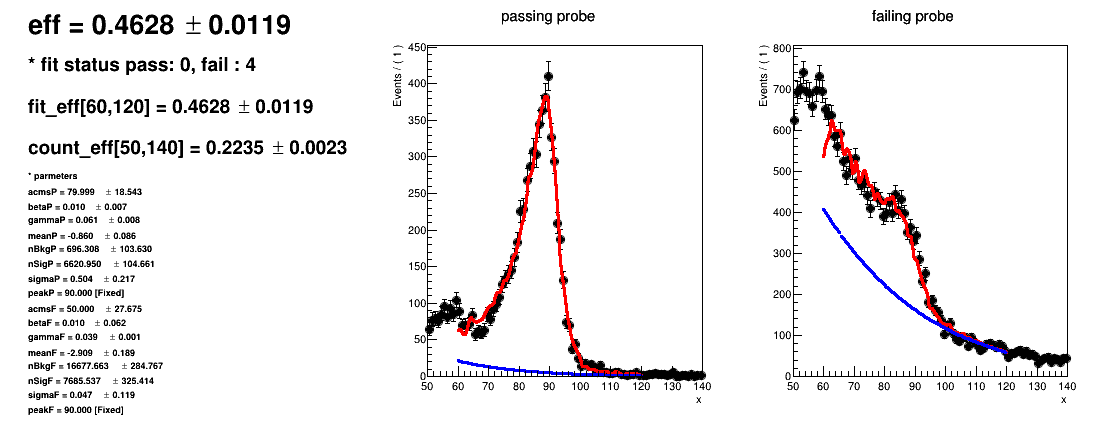 eff = 0.4628 ± 0.0119
* fit status pass: 0, fail : 4
fit_eff[60,120] = 0.4628 ± 0.0119
count_eff[50,140] = 0.2235 ± 0.0023
* parmeters
acmsP = 79.999 ± 18.543
betaP = 0.010 ± 0.007
gammaP = 0.061 ± 0.008
meanP = -0.860 ± 0.086
nBkgP = 696.308 ± 103.630
nSigP = 6620.950 ± 104.661
sigmaP = 0.504 ± 0.217
peakP = 90.000 [Fixed]
acmsF = 50.000 ± 27.675
betaF = 0.010 ± 0.062
gammaF = 0.039 ± 0.001
meanF = -2.909 ± 0.189
nBkgF = 16677.663 ± 284.767
nSigF = 7685.537 ± 325.414
sigmaF = 0.047 ± 0.119
peakF = 90.000 [Fixed]
passing probe
Events / ( 1 )
450
400
350
300
250
200
150
100
50
0
50 60 70 80 90 100 110 120 130 140
x
failing probe
Events / ( 1 )
800
700
600
500
400
300
200
100
0
50 60 70 80 90 100 110 120 130 140
x